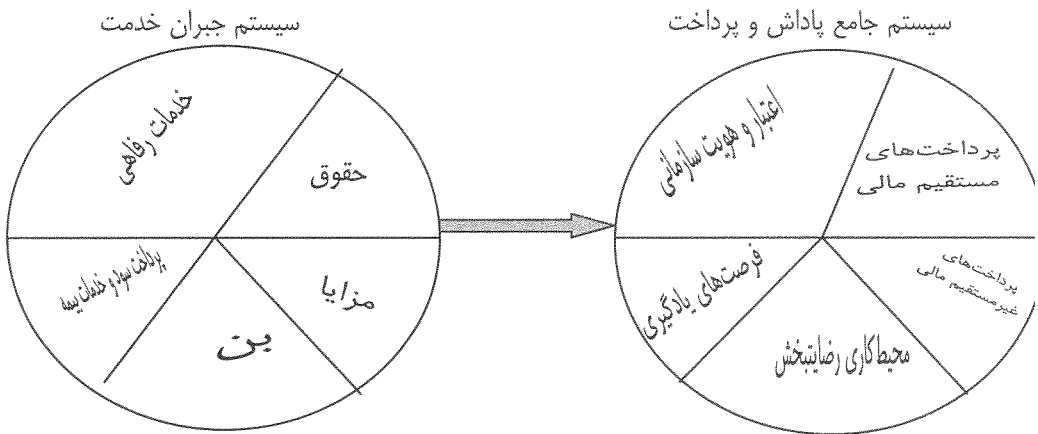 سیستم جامع پاداش و پرداخت
اعتبار و هویت سازمانی
پرداخت‌های
مستقیم مالی
پرداخت‌های
غیرمستقیم مالی
فرصت‌های یادگیری
محیط کاری رضایتبخش
سیستم جبران خدمت
خدمات رفاهی
حقوق
مزایا
پرداخت سود و خدمات بیمه
بن